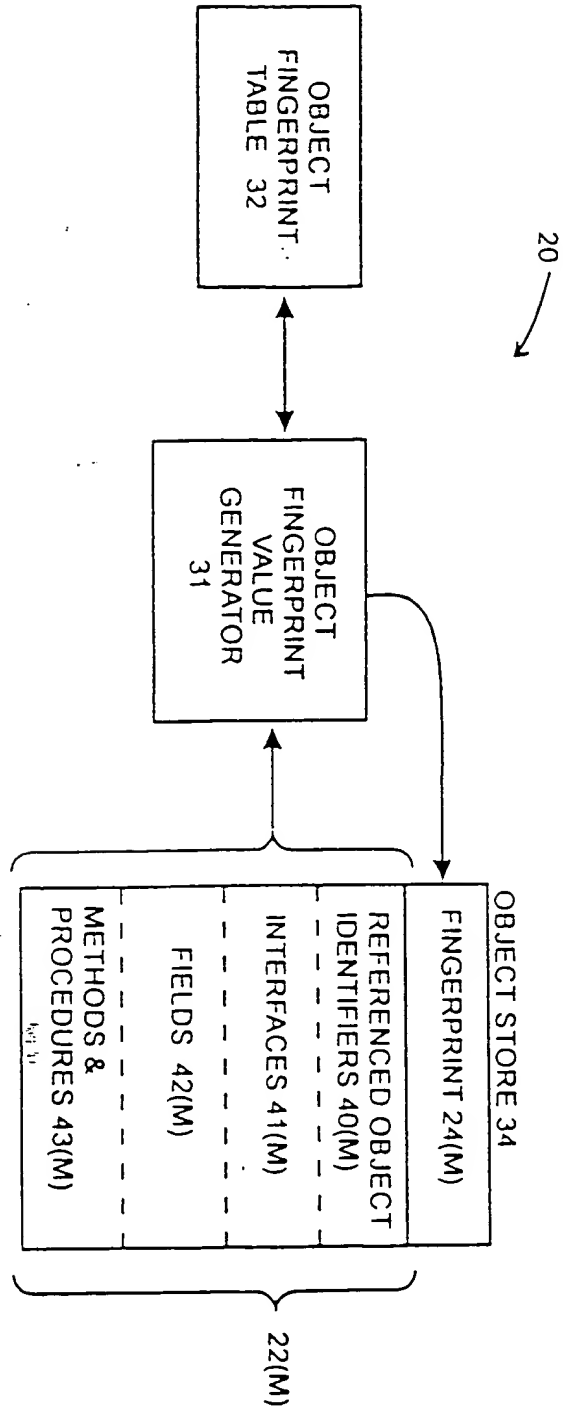 20
OBJECT
FINGERPRINT
TABLE 32
OBJECT
FINGERPRINT
VALUE
GENERATOR
31
OBJECT STORE 34
FINGERPRINT 24(M)
REFERENCED OBJECT
IDENTIFIERS 40(M)
INTERFACES 41(M)
FIELDS 42(M)
METHODS &
PROCEDURES 43(M)
22(M)